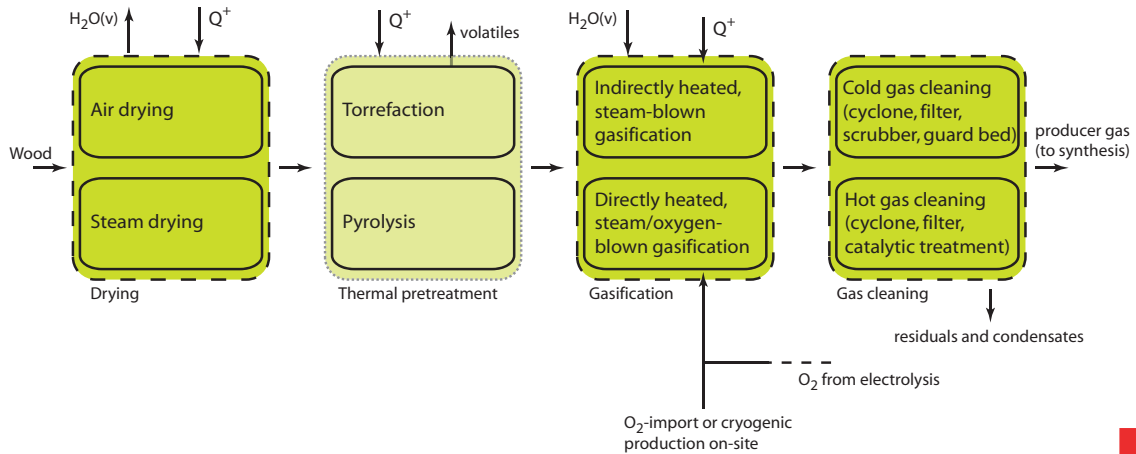 H2O(v)
Q+
Q+
volatiles
H2O(v)
Q+
Wood
Air drying
Steam drying
Drying
Torrefaction
Pyrolysis
Thermal pretreatment
Indirectly heated,
steam-blown
gasification
Directly heated,
steam/oxygen-
blown gasification
Gasification
Cold gas cleaning
(cyclone, filter,
scrubber, guard bed)
Hot gas cleaning
(cyclone, filter,
catalytic treatment)
Gas cleaning
producer gas
(to synthesis)
residuals and condensates
O2 from electrolysis
O2-import or cryogenic
production on-site